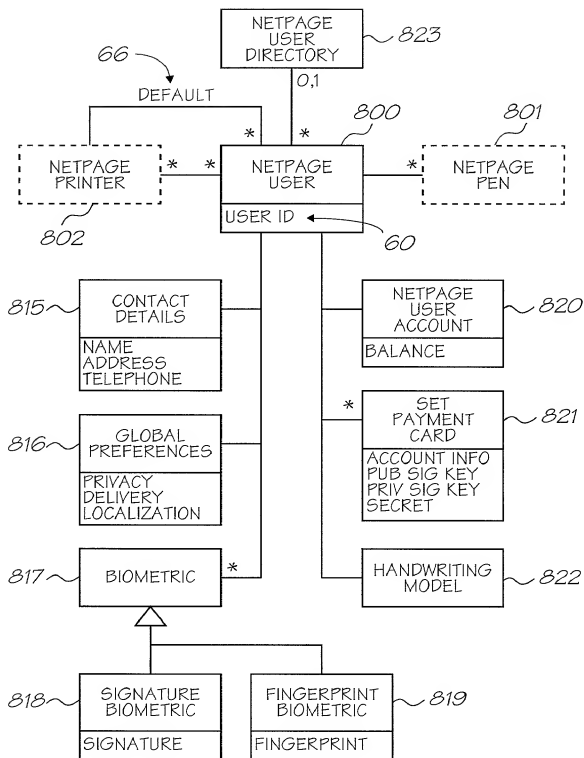 NETPAGE
USER
DIRECTORY
823
66
0,1
DEFAULT
*
*
800
801
NETPAGE
PRINTER
*
*
NETPAGE
USER
*
NETPAGE
PEN
802
USER ID
60
815
CONTACT
DETAILS
NAME
ADDRESS
TELEPHONE
NETPAGE
USER
ACCOUNT
820
BALANCE
816
GLOBAL
PREFERENCES
PRIVACY
DELIVERY
LOCALIZATION
*
SET
PAYMENT
CARD
821
ACCOUNT INFO
PUB SIG KEY
PRIV SIG KEY
SECRET
817
BIOMETRIC
*
HANDWRITING
MODEL
822
818
SIGNATURE
BIOMETRIC
SIGNATURE
FINGERPRINT
BIOMETRIC
819
FINGERPRINT